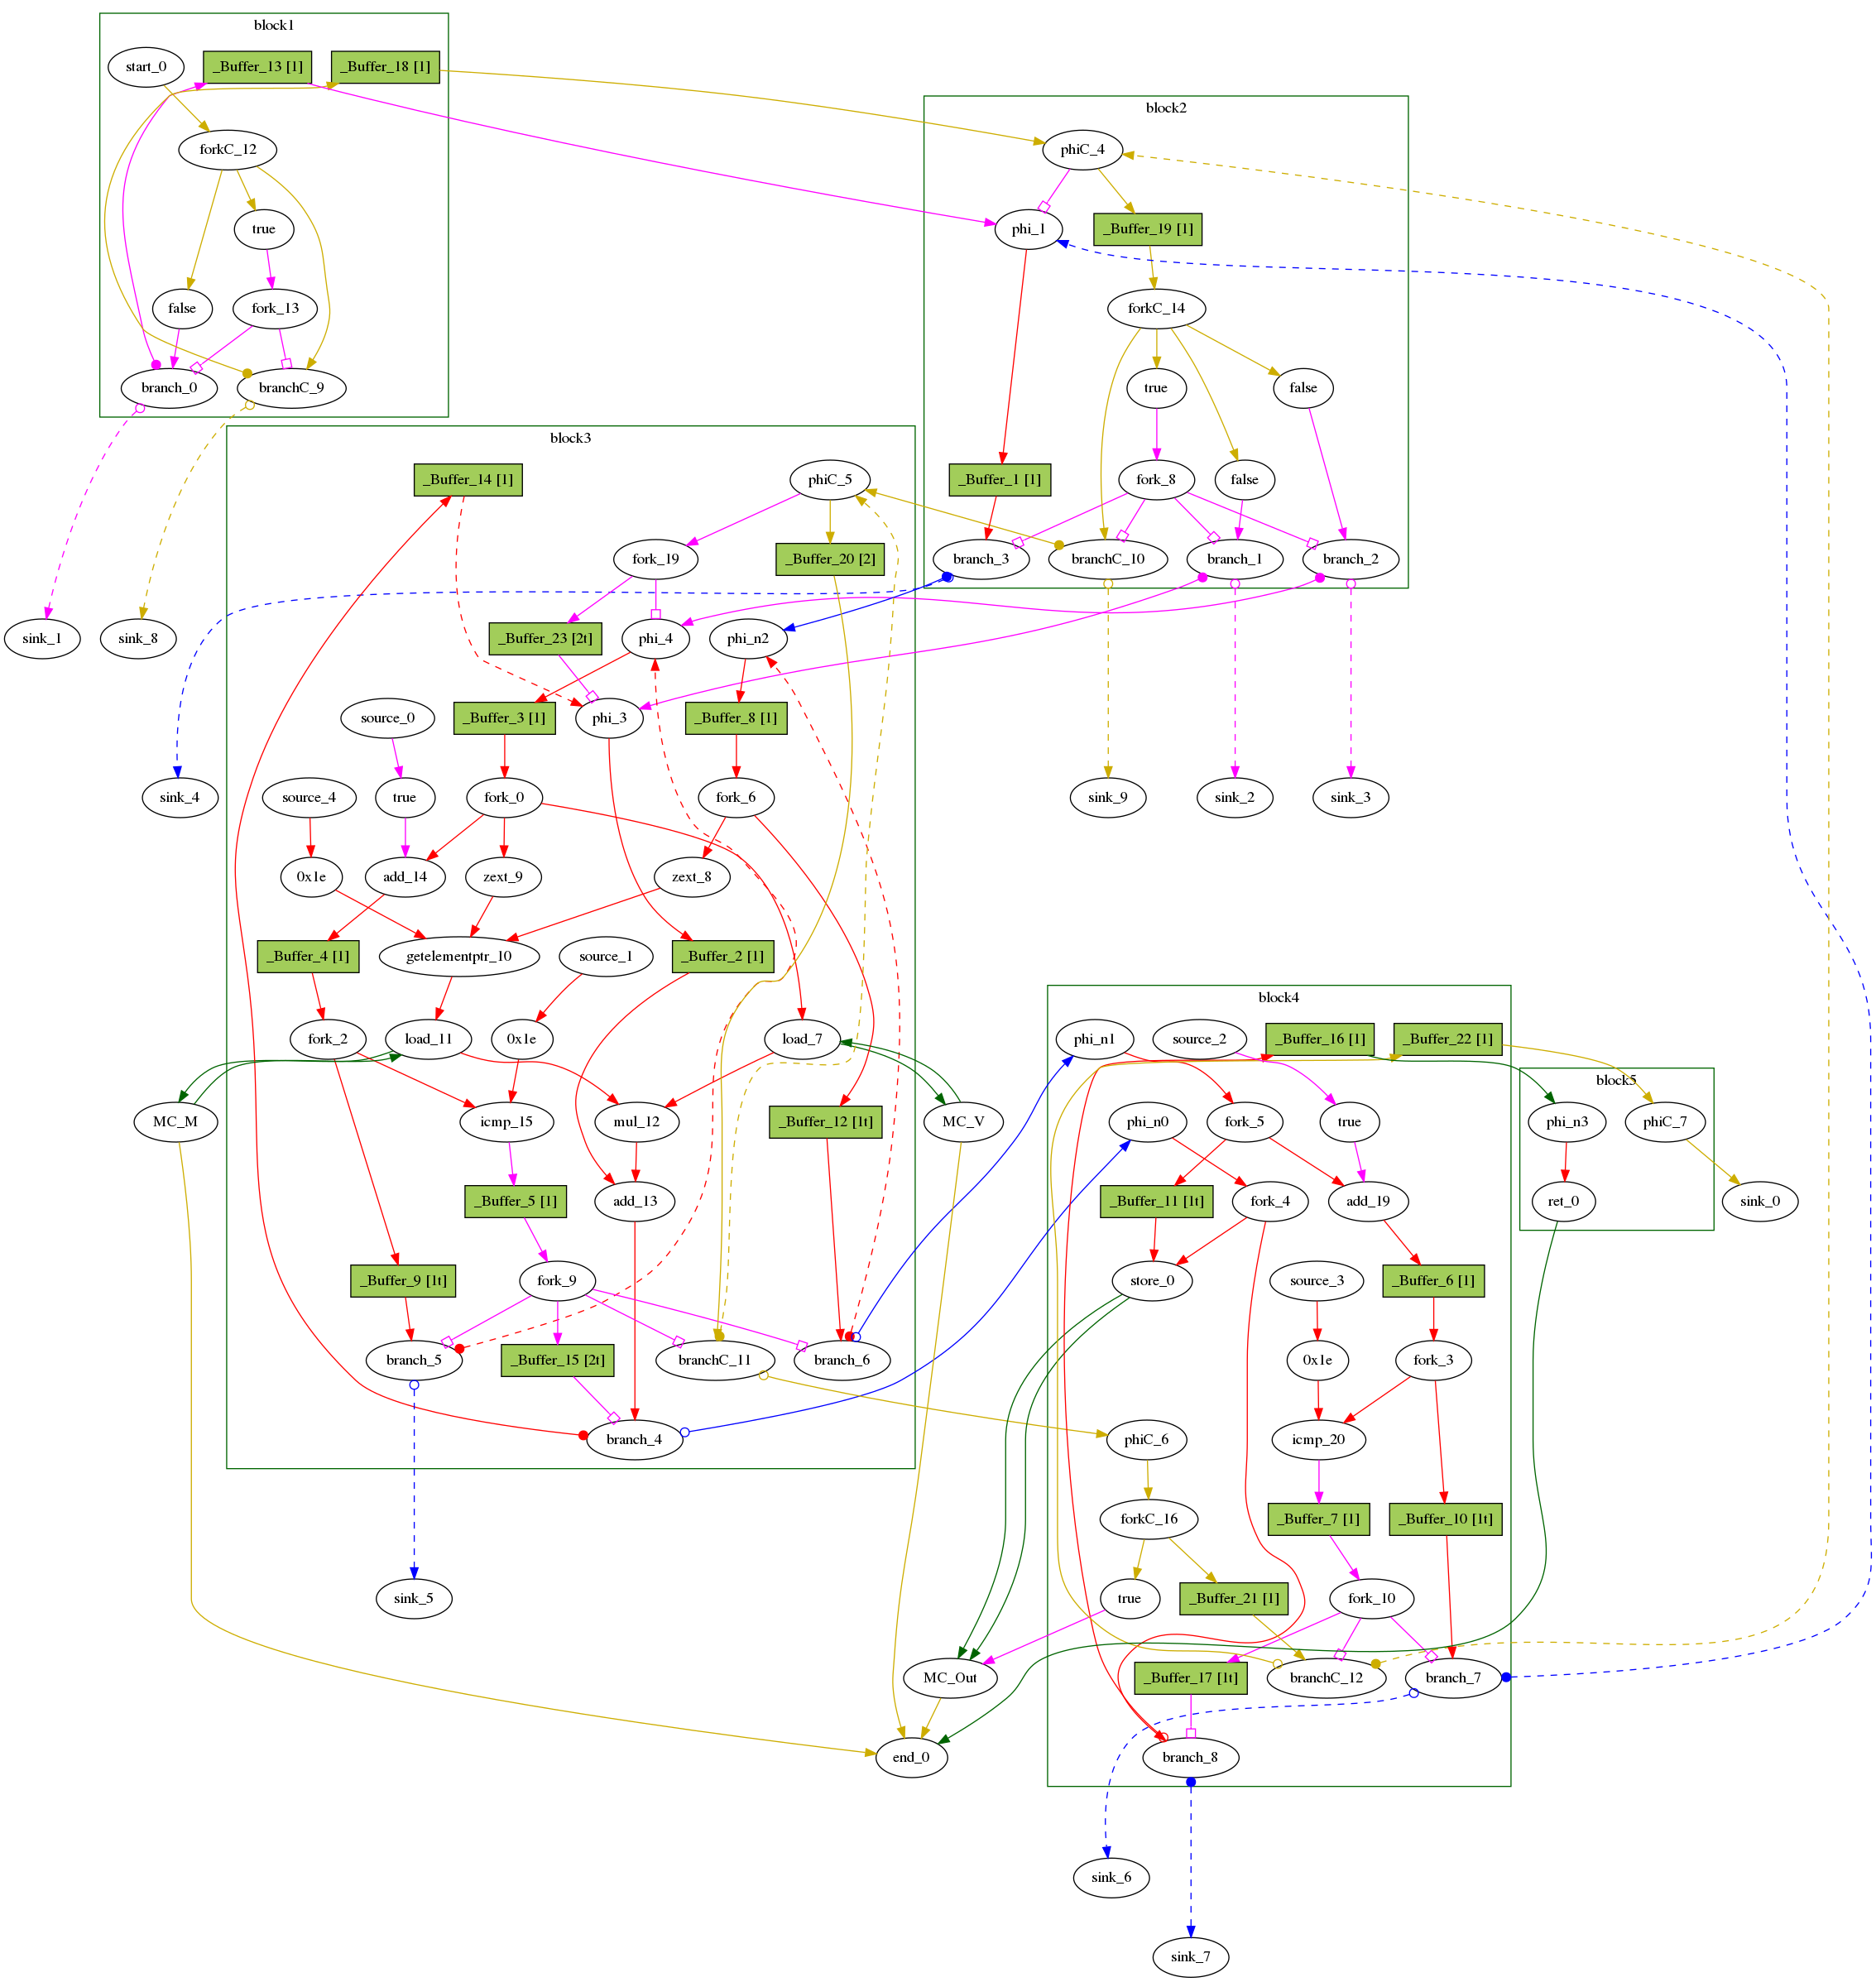 block1
start_0
_Buffer_13 [1]
_Buffer_18 [1]
forkC_12
true
false
fork_13
branch_0
branchC_9
sink_1
sink_8
block2
phiC_4
phi_1
_Buffer_19 [1]
forkC_14
true
false
_Buffer_1 [1]
fork_8
false
branch_3
branchC_10
branch_1
branch_2
sink_4
sink_9
sink_2
sink_3
block3
_Buffer_14 [1]
phiC_5
fork_19
_Buffer_20 [2]
_Buffer_23 [2t]
phi_4
phi_n2
source_0
_Buffer_3 [1]
phi_3
_Buffer_8 [1]
source_4
true
fork_0
fork_6
0x1e
add_14
zext_9
zext_8
_Buffer_4 [1]
getelementptr_10
source_1
_Buffer_2 [1]
fork_2
load_11
0x1e
load_7
MC_M
icmp_15
mul_12
_Buffer_12 [1t]
MC_V
_Buffer_5 [1]
add_13
_Buffer_9 [1t]
fork_9
branch_5
_Buffer_15 [2t]
branchC_11
branch_6
branch_4
sink_5
block4
phi_n1
source_2
_Buffer_16 [1]
_Buffer_22 [1]
phi_n0
fork_5
true
_Buffer_11 [1t]
fork_4
add_19
store_0
source_3
_Buffer_6 [1]
0x1e
fork_3
phiC_6
icmp_20
forkC_16
_Buffer_7 [1]
_Buffer_10 [1t]
true
_Buffer_21 [1]
fork_10
MC_Out
_Buffer_17 [1t]
branchC_12
branch_7
end_0
branch_8
block5
phi_n3
phiC_7
ret_0
sink_0
sink_6
sink_7